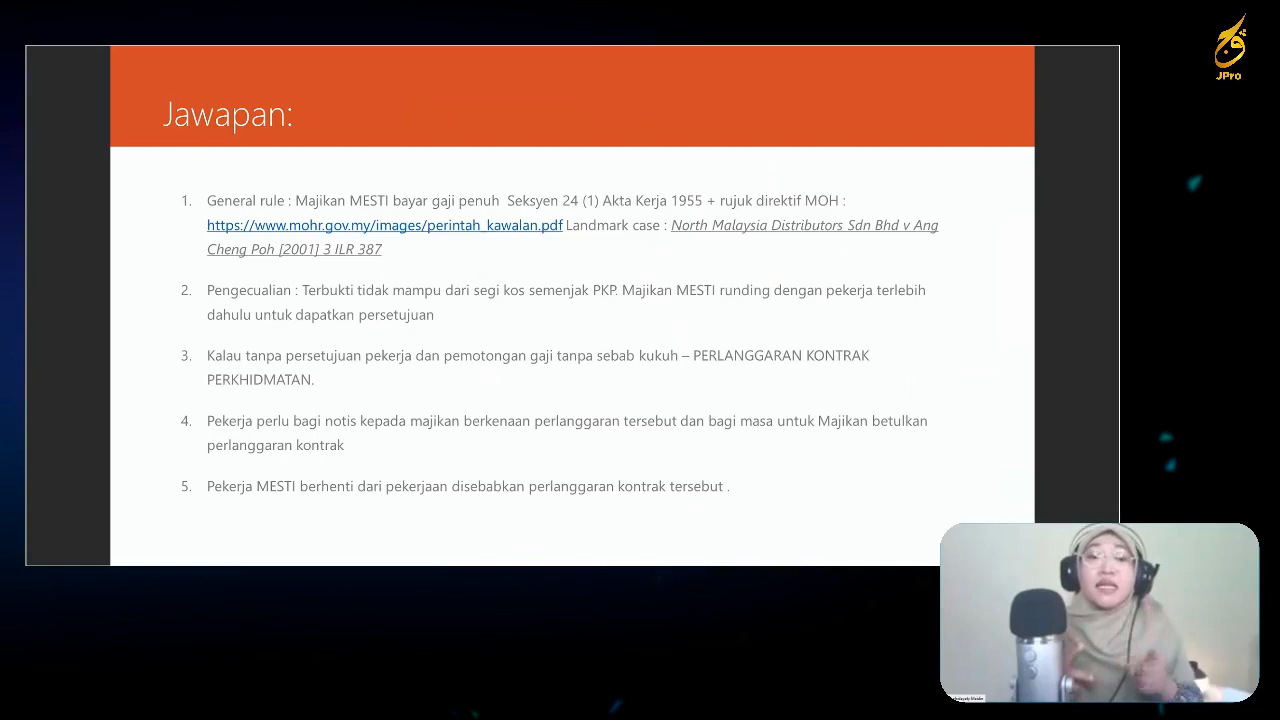 JPro
Jawapan:
1. General rule : Majikan MESTI bayar gaji penuh Seksyen 24 (1) Akta Kerja 1955 + rujuk direktif MOH :
https://www.mohr.gov.my/images/perintah_kawalan.pdf Landmark case : North Malaysia Distributors Sdn Bhd v Ang
Cheng Poh [2001] 3 ILR 387
2. Pengecualian : Terbukti tidak mampu dari segi kos semenjak PKP. Majikan MESTI runding dengan pekerja terlebih
dahulu untuk dapatkan persetujuan
3. Kalau tanpa persetujuan pekerja dan pemotongan gaji tanpa sebab kukuh – PERLANGGARAN KONTRAK
PERKHIDMATAN.
4. Pekerja perlu bagi notis kepada majikan berkenaan perlanggaran tersebut dan bagi masa untuk Majikan betulkan
perlanggaran kontrak
5. Pekerja MESTI berhenti dari pekerjaan disebabkan perlanggaran kontrak tersebut .